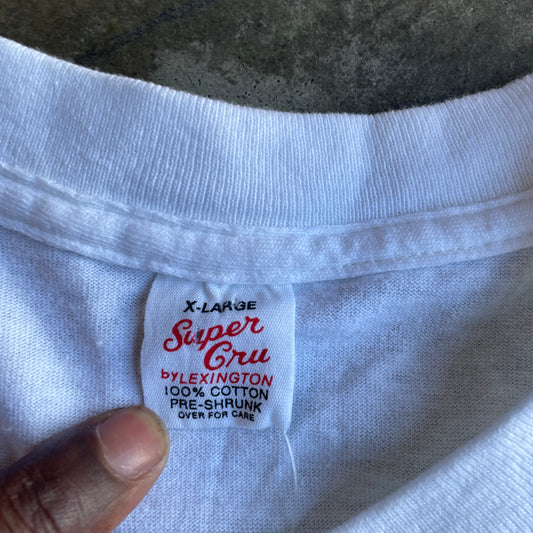 X-LARGE
Super
Cru
by LEXINGTON
100% COTTON
PRE-SHRUNK
OVER FOR CARE